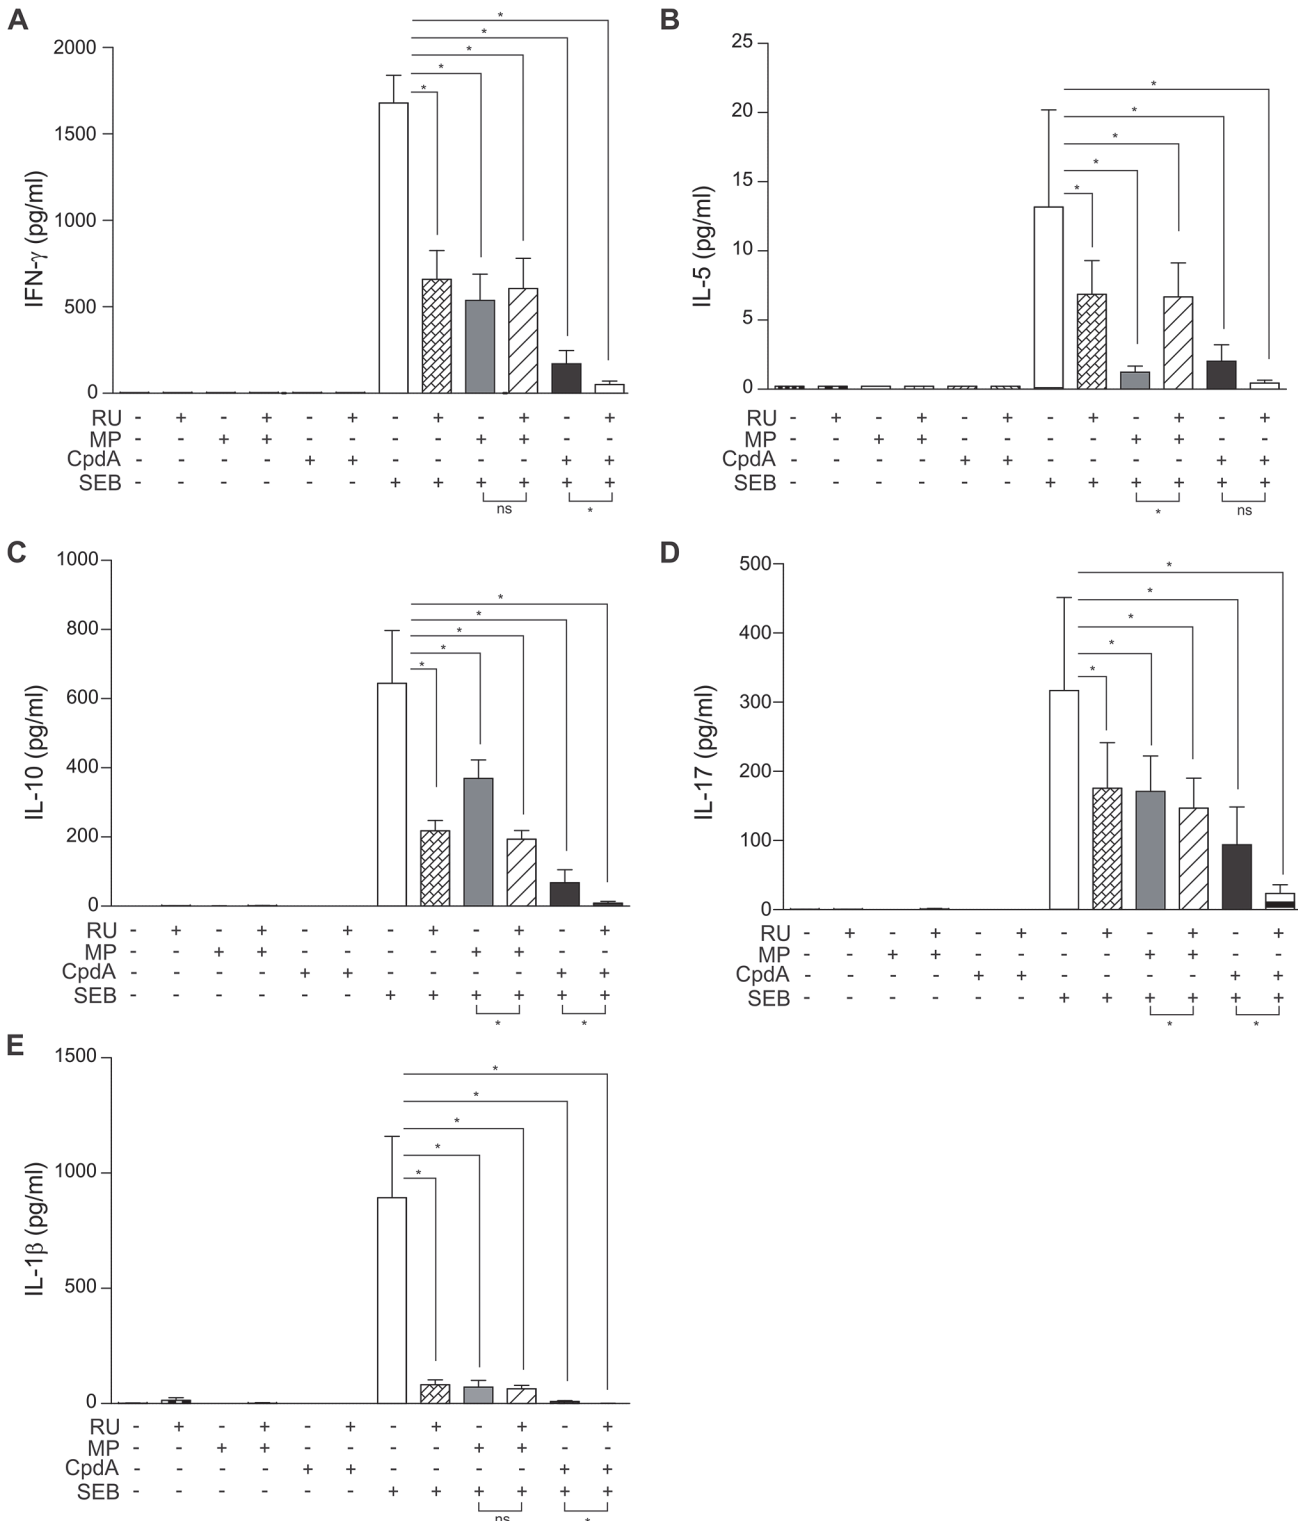 A
IFN-γ (pg/ml)
2000
1500
1000
500
0
*
*
*
*
*
RU - + - + - + - + - + - +
MP - - + + - - - - + + - -
CpdA - - - - + + - - - - + +
SEB - - - - - - + + + + + +
ns *
B
IL-5 (pg/ml)
25
20
15
10
5
0
*
*
*
*
*
RU - + - + - + - + - + - +
MP - - + + - - - - + + - -
CpdA - - - - + + - - - - + +
SEB - - - - - - + + + + + +
* ns
C
IL-10 (pg/ml)
1000
800
600
400
200
0
*
*
*
*
*
RU - + - + - + - + - + - +
MP - - + + - - - - + + - -
CpdA - - - - + + - - - - + +
SEB - - - - - - + + + + + +
* *
D
IL-17 (pg/ml)
500
400
300
200
100
0
*
*
*
*
*
RU - + - + - + - + - + - +
MP - - + + - - - - + + - -
CpdA - - - - + + - - - - + +
SEB - - - - - - + + + + + +
* *
E
IL-1β (pg/ml)
1500
1000
500
0
*
*
*
*
*
RU - + - + - + - + - + - +
MP - - + + - - - - + + - -
CpdA - - - - + + - - - - + +
SEB - - - - - - + + + + + +
ns *